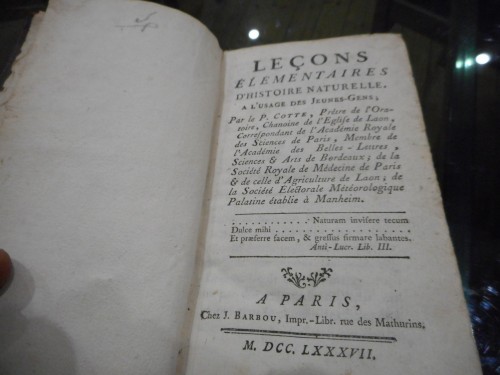 LEÇONS
ÉLÉMENTAIRES
D'HISTOIRE NATURELLE,
A L'USAGE DES JEUNES-GENS;
Par le P. COTTE, Prêtre de l'Ora-
toire, Chanoine de l'Eglise de Laon,
Correspondant de l'Académie Royale
des Sciences de Paris, Membre de
l'Académie des Belles-Lettres,
Sciences & Arts de Bordeaux; de la
Société Royale de Médecine de Paris
& de celle d'Agriculture de Laon; de
la Société Electorale Météorologique
Palatine établie à Manheim.
. . . . . . . . . . Naturam invisere tecum
Dulce mihi . . . . . . . . . . . . . . . . .
Et præferre facem, & gressus firmare labantes.
Anti-Lucr. Lib. III.
A PARIS,
Chez J. BARBOU, Impr.-Libr. rue des Mathurins.
M. DCC. LXXXVII.